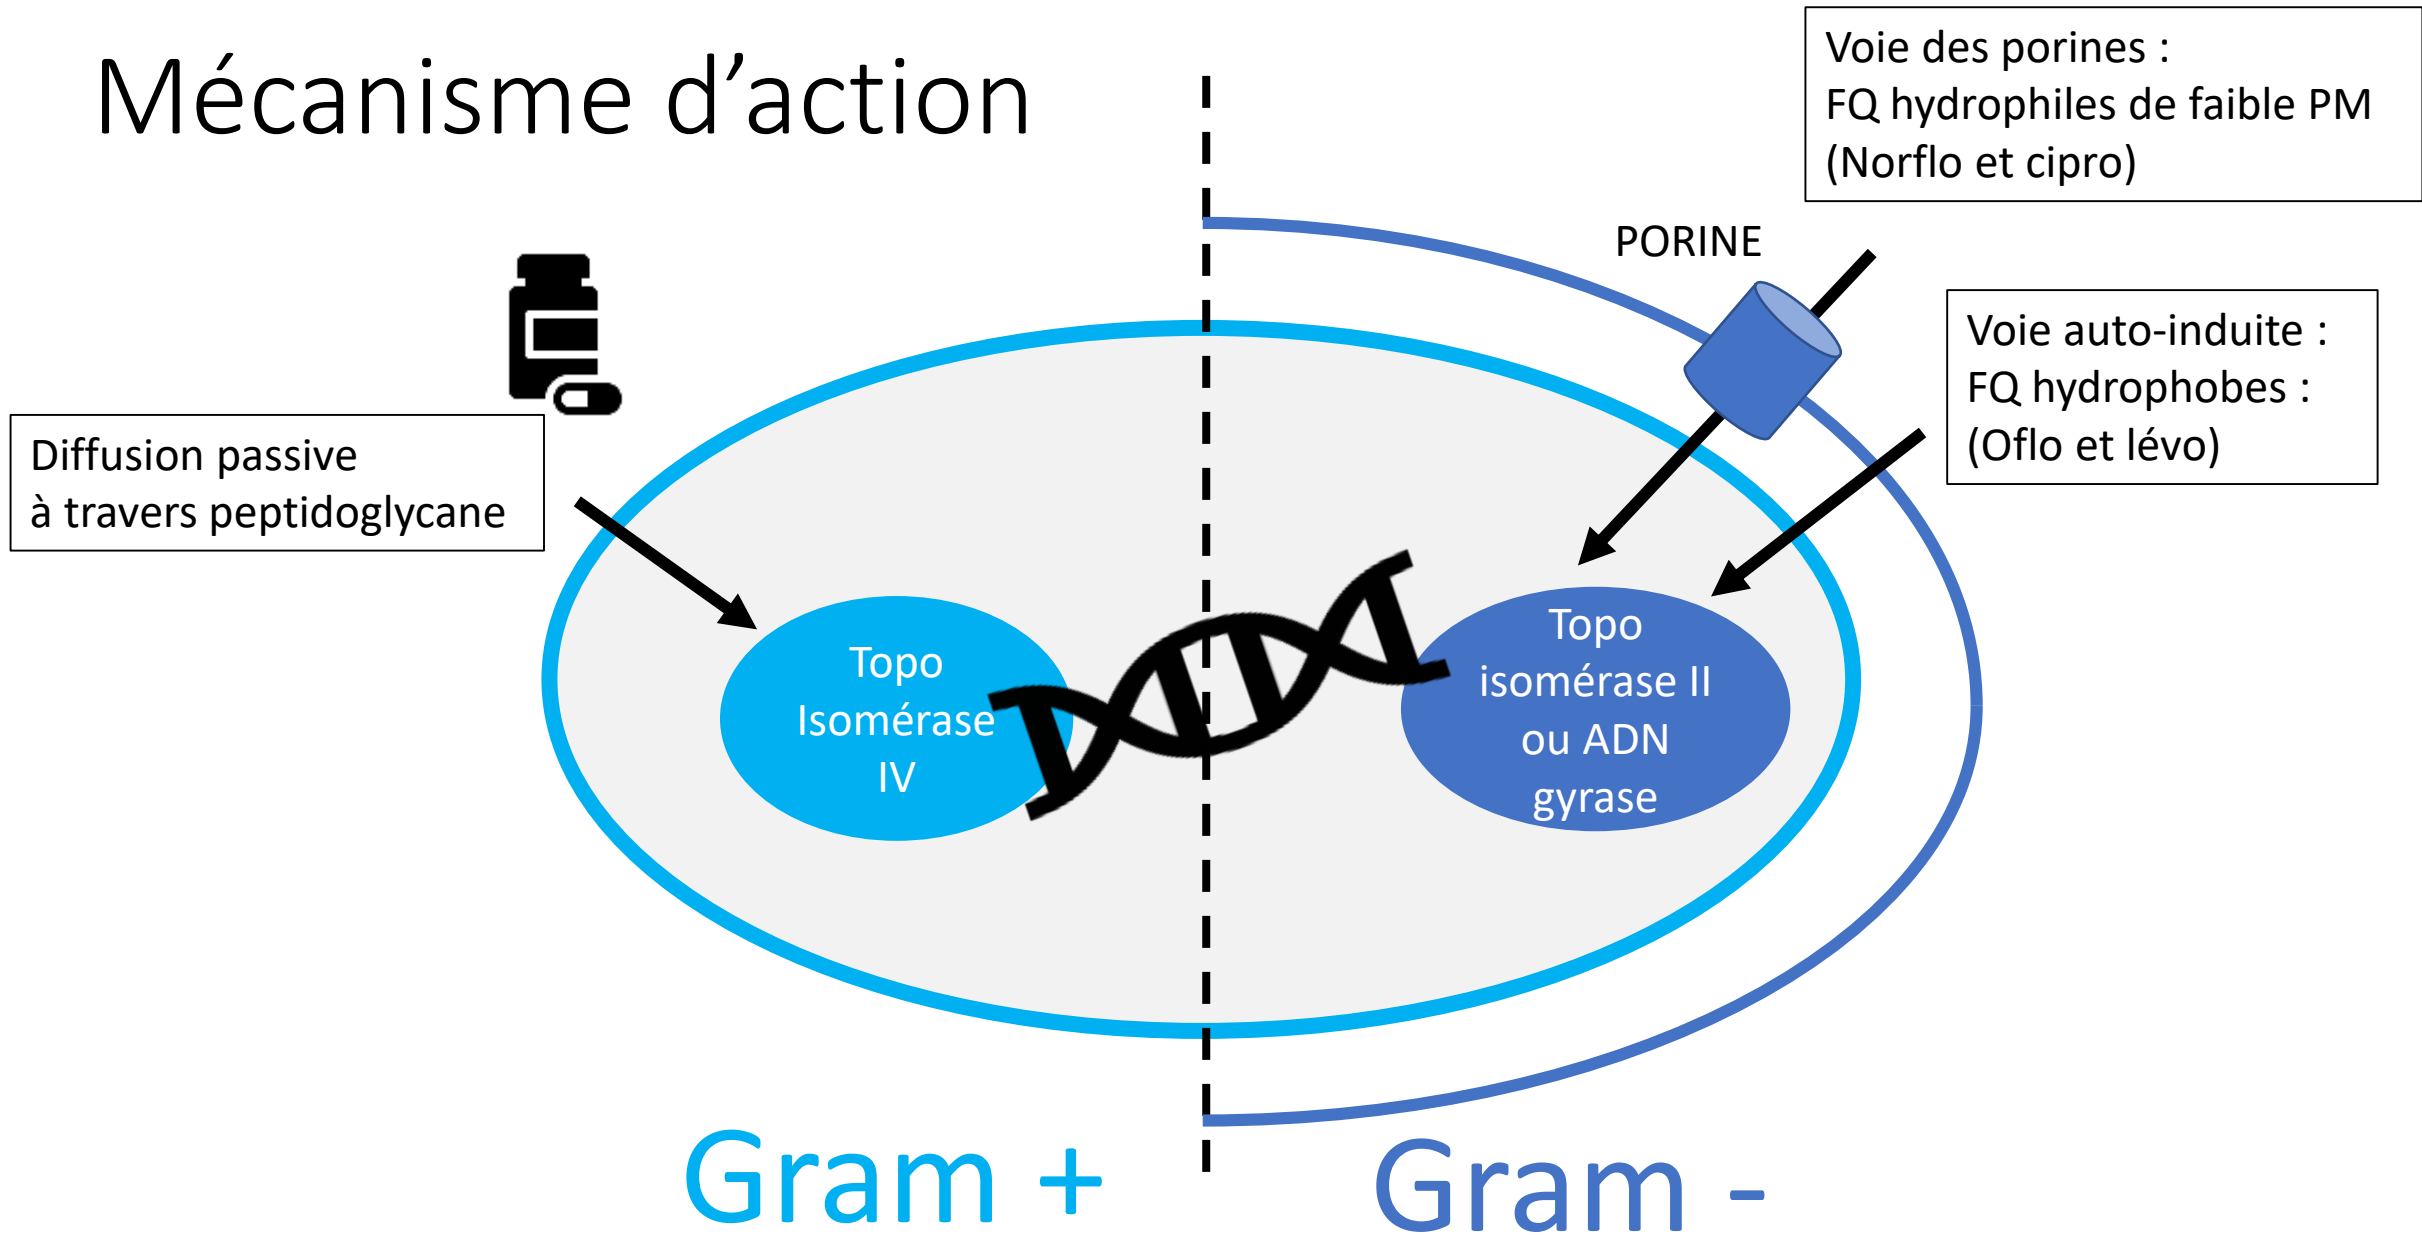 Mécanisme d’action
Voie des porines :
FQ hydrophiles de faible PM
(Norflo et cipro)
PORINE
Voie auto-induite :
FQ hydrophobes :
(Oflo et lévo)
Diffusion passive
à travers peptidoglycane
Topo
Isomérase
IV
Topo
isomérase II
ou ADN
gyrase
Gram +
Gram -